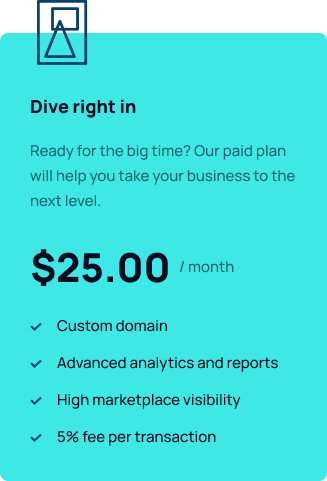 Dive right in
Ready for the big time? Our paid plan
will help you take your business to the
next level.
$25.00 / month
Custom domain
Advanced analytics and reports
High marketplace visibility
5% fee per transaction